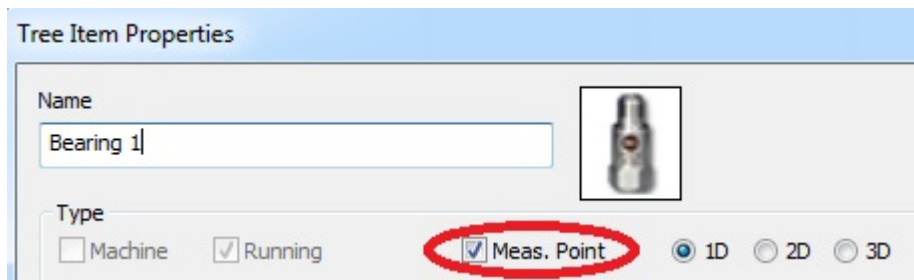 Tree Item Properties
Name
Bearing 1
Type
Machine Running Meas. Point 1D 2D 3D